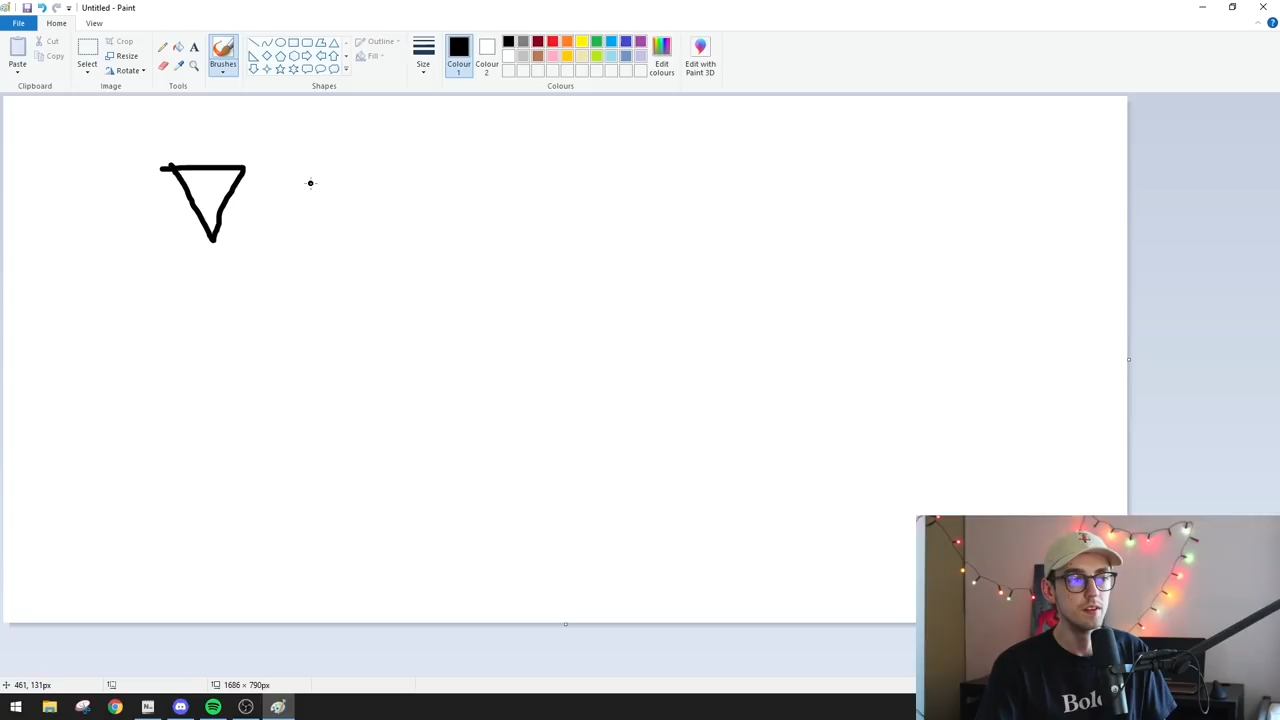 Untitled - Paint
File Home View
Paste
Cut
Copy
Clipboard
Select
Crop
Resize
Rotate
Image
A
Tools
Brushes
Shapes
Outline
Fill
Size
Colour 1
Colour 2
Edit colours
Edit with Paint 3D
Colours
461, 131px
1686 × 790px